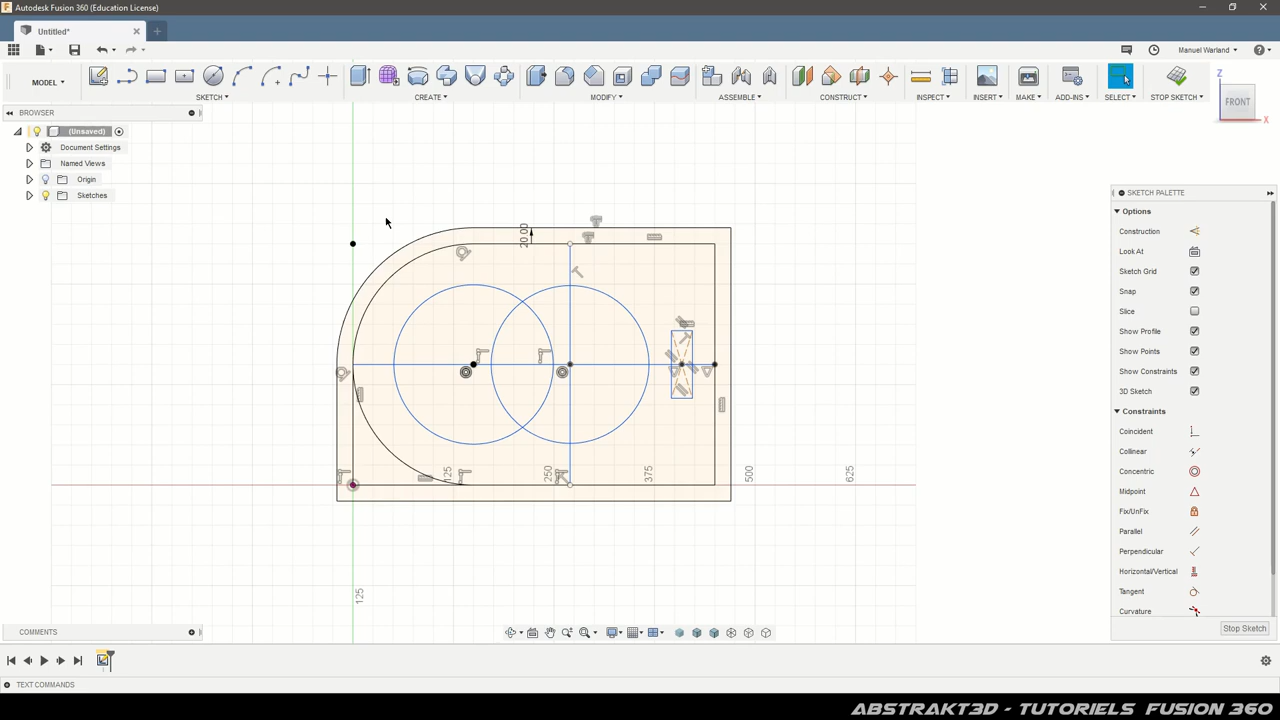 Autodesk Fusion 360 (Education License)
Untitled*
Manuel Warland
MODEL
SKETCH
CREATE
MODIFY
ASSEMBLE
CONSTRUCT
INSPECT
INSERT
MAKE
ADD-INS
SELECT
STOP SKETCH
Z
FRONT
X
BROWSER
(Unsaved)
Document Settings
Named Views
Origin
Sketches
20.00
125
250
375
500
625
125
SKETCH PALETTE
Options
Construction
Look At
Sketch Grid
Snap
Slice
Show Profile
Show Points
Show Constraints
3D Sketch
Constraints
Coincident
Collinear
Concentric
Midpoint
Fix/UnFix
Parallel
Perpendicular
Horizontal/Vertical
Tangent
Curvature
Stop Sketch
COMMENTS
TEXT COMMANDS
ABSTRAKT3D - TUTORIELS FUSION 360